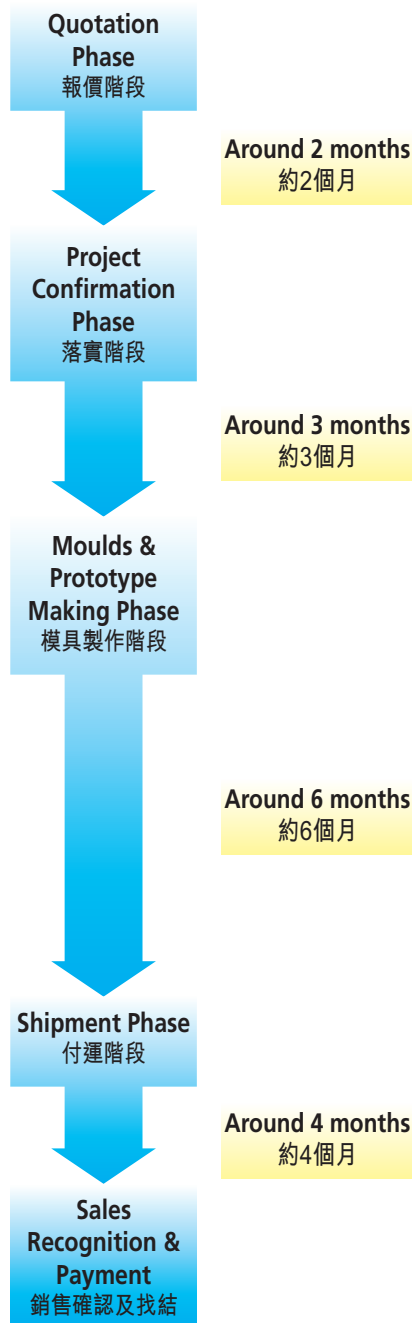 Quotation
Phase
報價階段
Around 2 months
約2個月
Project
Confirmation
Phase
落實階段
Around 3 months
約3個月
Moulds &
Prototype
Making Phase
模具製作階段
Around 6 months
約6個月
Shipment Phase
付運階段
Around 4 months
約4個月
Sales
Recognition &
Payment
銷售確認及找結